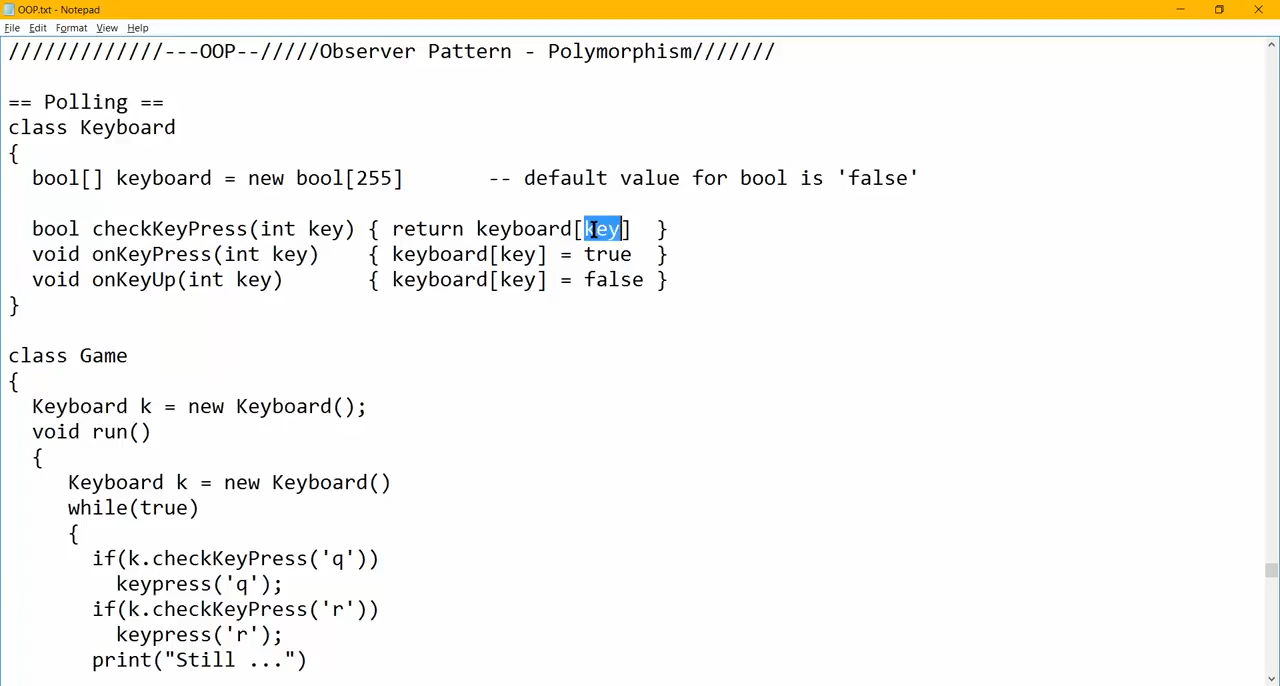 OOP.txt - Notepad
File Edit Format View Help
/////////////---OOP--/////Observer Pattern - Polymorphism///////
== Polling ==
class Keyboard
{
bool[] keyboard = new bool[255] -- default value for bool is 'false'
bool checkKeyPress(int key) { return keyboard[key] }
void onKeyPress(int key) { keyboard[key] = true }
void onKeyUp(int key) { keyboard[key] = false }
}
class Game
{
Keyboard k = new Keyboard();
void run()
{
Keyboard k = new Keyboard()
while(true)
{
if(k.checkKeyPress('q'))
keypress('q');
if(k.checkKeyPress('r'))
keypress('r');
print("Still ...")